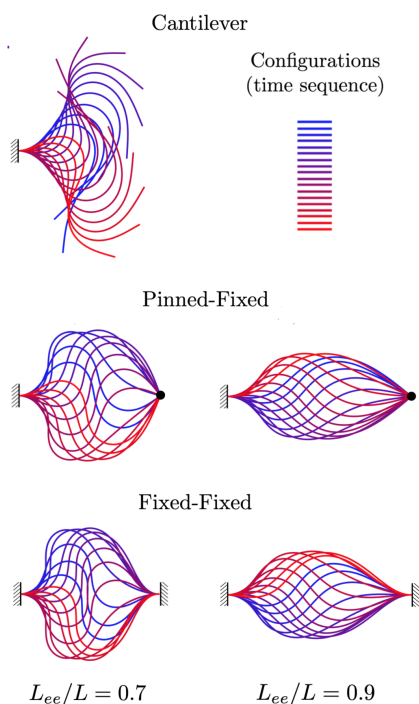 Cantilever
Configurations
(time sequence)
Pinned-Fixed
Fixed-Fixed
L_{ee}/L = 0.7
L_{ee}/L = 0.9